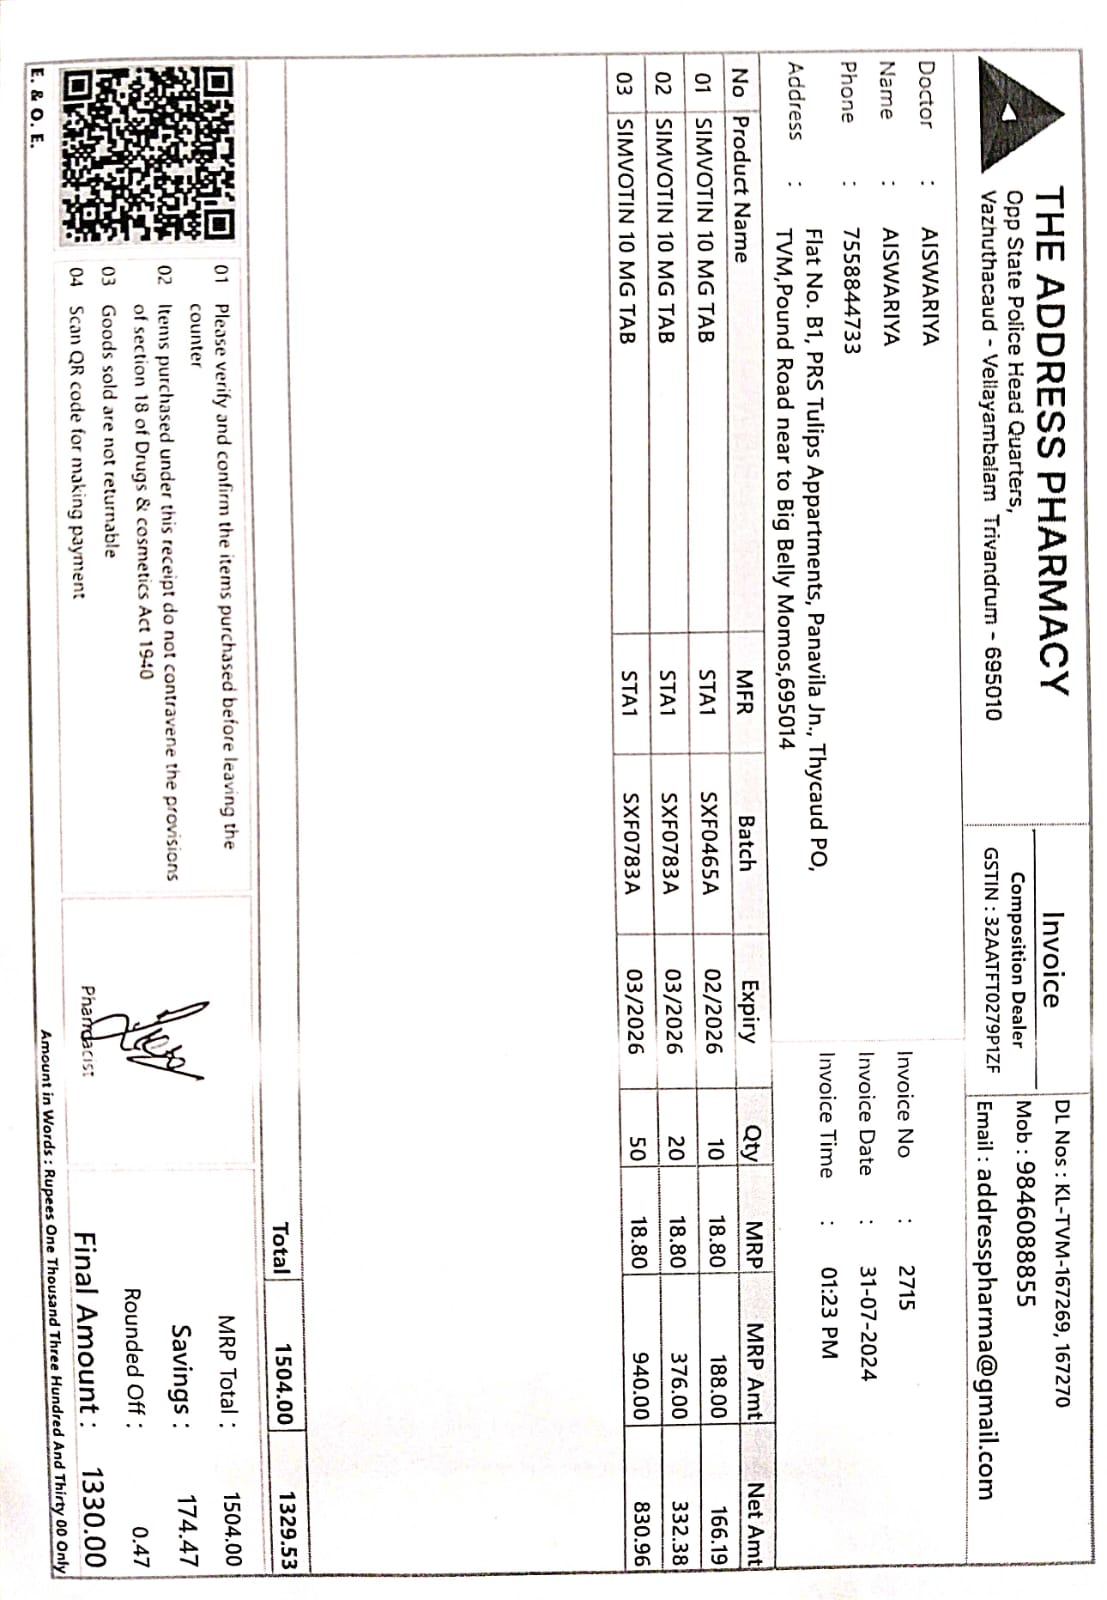 THE ADDRESS PHARMACY
Opp State Police Head Quarters,
Vazhuthacaud - Vellayambalam Trivandrum - 695010
Invoice
Composition Dealer
GSTIN : 32AATFT0279P1ZF
DL Nos : KL-TVM-167269, 167270
Mob : 9846088855
Email : addresspharma@gmail.com
Doctor : AISWARIYA
Name : AISWARIYA
Phone : 7558844733
Address : Flat No. B1, PRS Tulips Appartments, Panavila Jn., Thycaud PO,
TVM,Pound Road near to Big Belly Momos,695014
Invoice No : 2715
Invoice Date : 31-07-2024
Invoice Time : 01:23 PM
No Product Name MFR Batch Expiry Qty MRP MRP Amt Net Amt
01 SIMVOTIN 10 MG TAB STA1 SXF0465A 02/2026 10 18.80 188.00 166.19
02 SIMVOTIN 10 MG TAB STA1 SXF0783A 03/2026 20 18.80 376.00 332.38
03 SIMVOTIN 10 MG TAB STA1 SXF0783A 03/2026 50 18.80 940.00 830.96
Total 1504.00 1329.53
01 Please verify and confirm the items purchased before leaving the
counter
02 Items purchased under this receipt do not contravene the provisions
of section 18 of Drugs & cosmetics Act 1940
03 Goods sold are not returnable
04 Scan QR code for making payment
E. & O. E.
Pharmacist
MRP Total : 1504.00
Savings : 174.47
Rounded Off : 0.47
Final Amount : 1330.00
Amount in Words : Rupees One Thousand Three Hundred And Thirty 00 Only